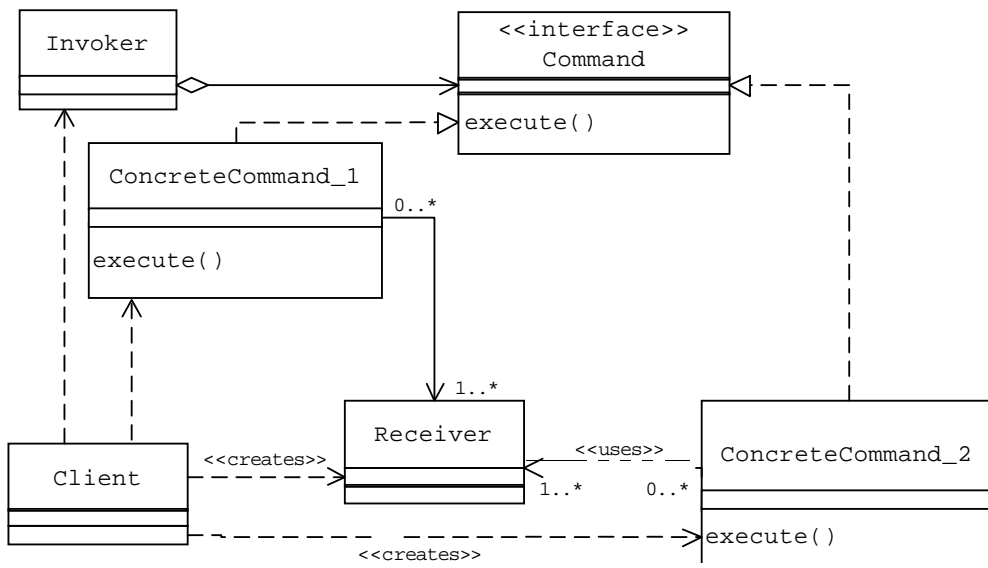 Invoker
<<interface>>
Command
execute()
ConcreteCommand_1
0..*
execute()
1..*
Receiver
<<uses>>
ConcreteCommand_2
Client
<<creates>>
1..*
0..*
execute()
<<creates>>